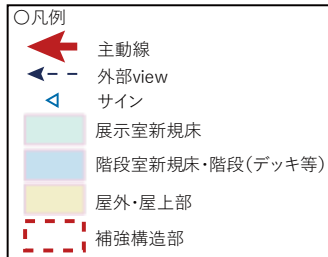 ○凡例
主動線
外部view
サイン
展示室新規床
階段室新規床・階段(デッキ等)
屋外・屋上部
補強構造部